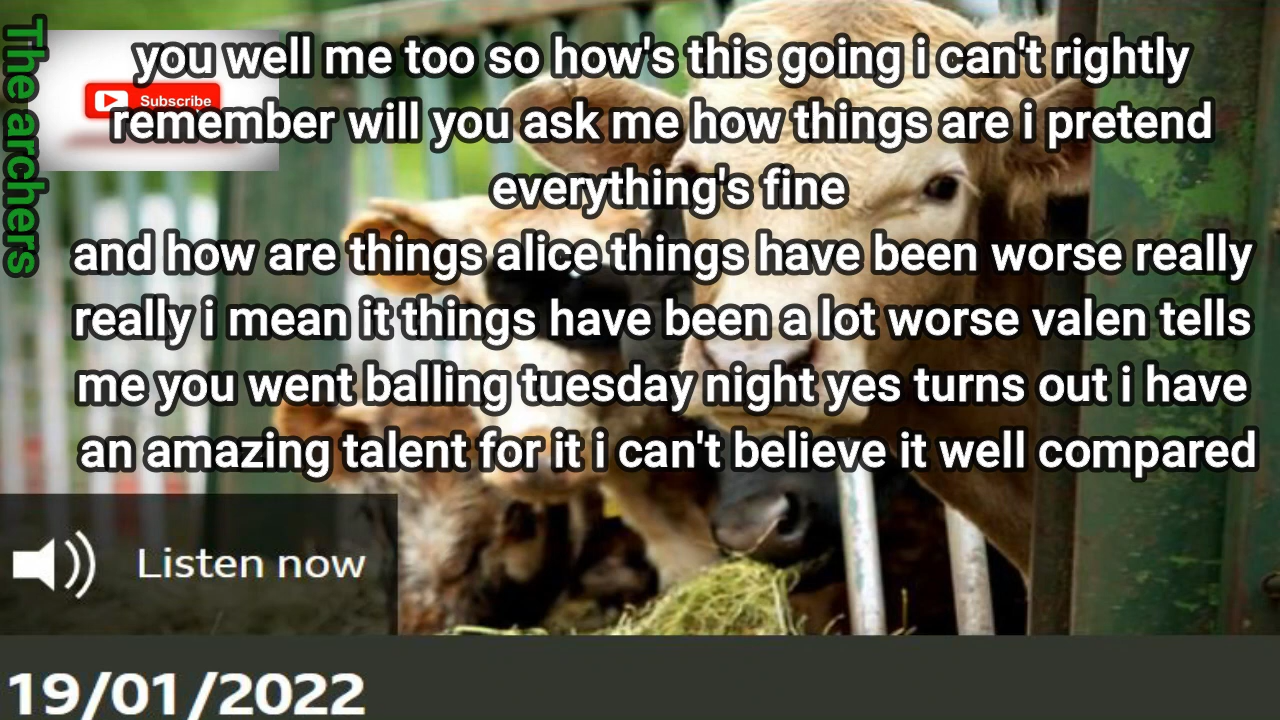 The archers
Subscribe
you well me too so how's this going i can't rightly
remember will you ask me how things are i pretend
everything's fine
and how are things alice things have been worse really
really i mean it things have been a lot worse valen tells
me you went balling tuesday night yes turns out i have
an amazing talent for it i can't believe it well compared
Listen now
19/01/2022